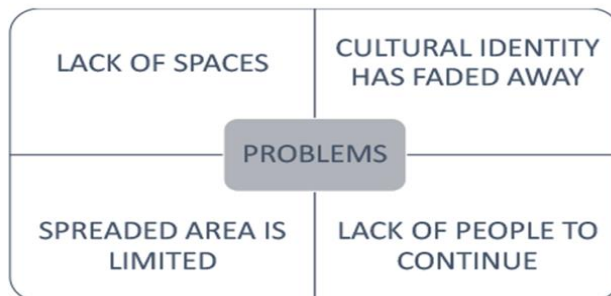 LACK OF SPACES
CULTURAL IDENTITY
HAS FADED AWAY
PROBLEMS
SPREADED AREA IS
LIMITED
LACK OF PEOPLE TO
CONTINUE